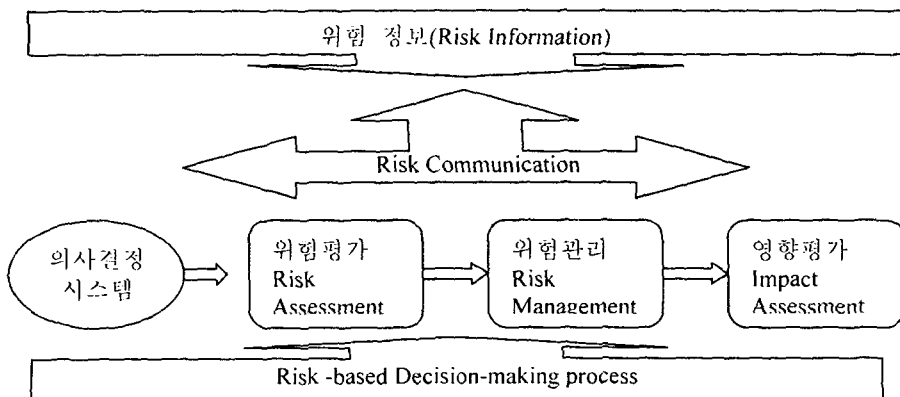 위험 정보(Risk Information)
Risk Communication
의사결정
시스템
위험평가
Risk
Assessment
위험관리
Risk
Management
영향평가
Impact
Assessment
Risk -based Decision-making process